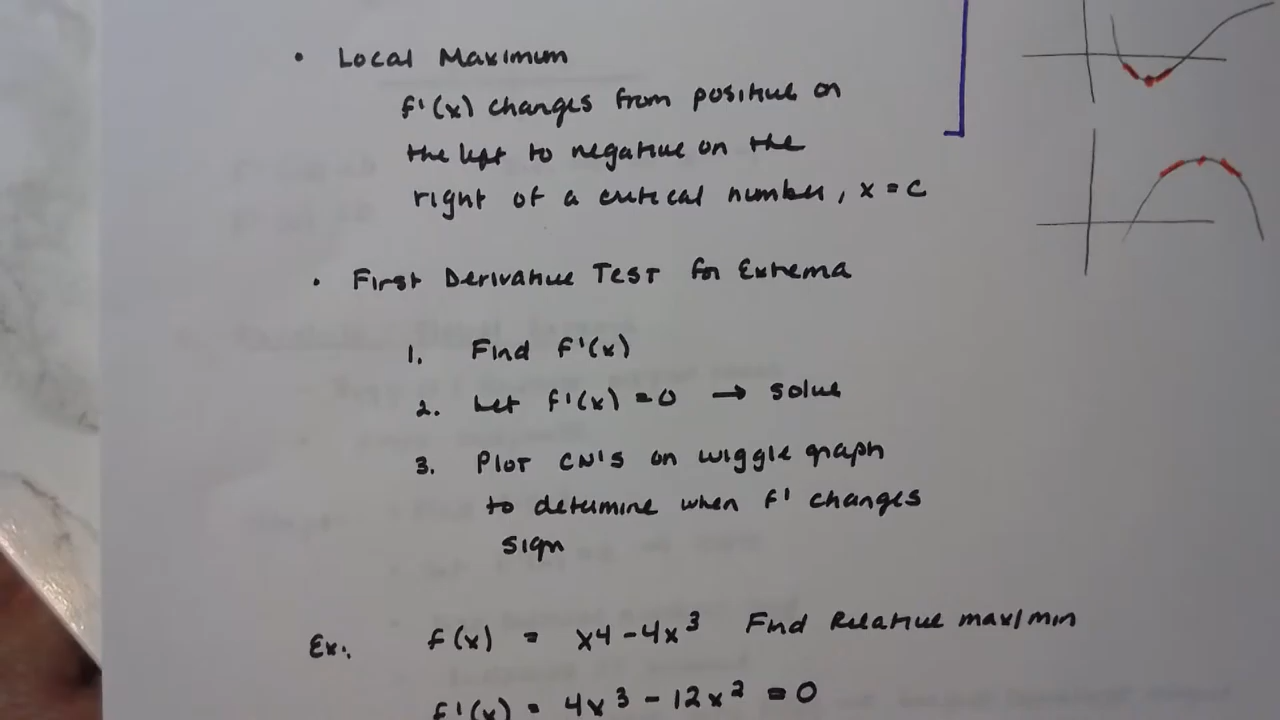 • Local Maximum
f'(x) changes from positive on
the left to negative on the
right of a critical number, x = c
• First Derivative Test for Extrema
1. Find f'(x)
2. Let f'(x) = 0 → solve
3. Plot CN's on wiggle graph
to determine when f' changes
sign
Ex: f(x) = x4 - 4x³ Find Relative max/min
f'(x) = 4x³ - 12x² = 0